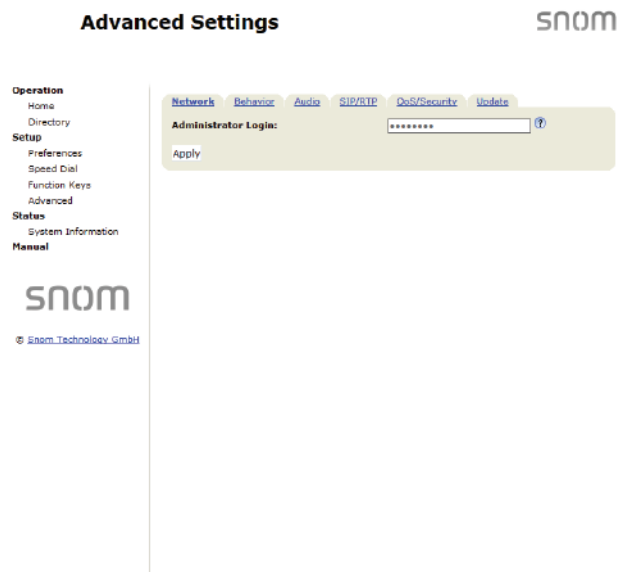 Advanced Settings
snom
Operation
Home
Directory
Setup
Preferences
Speed Dial
Function Keys
Advanced
Status
System Information
Manual
snom
© Snom Technology GmbH
Network Behavior Audio SIP/RTP QoS/Security Update
Administrator Login: ••••••••
Apply